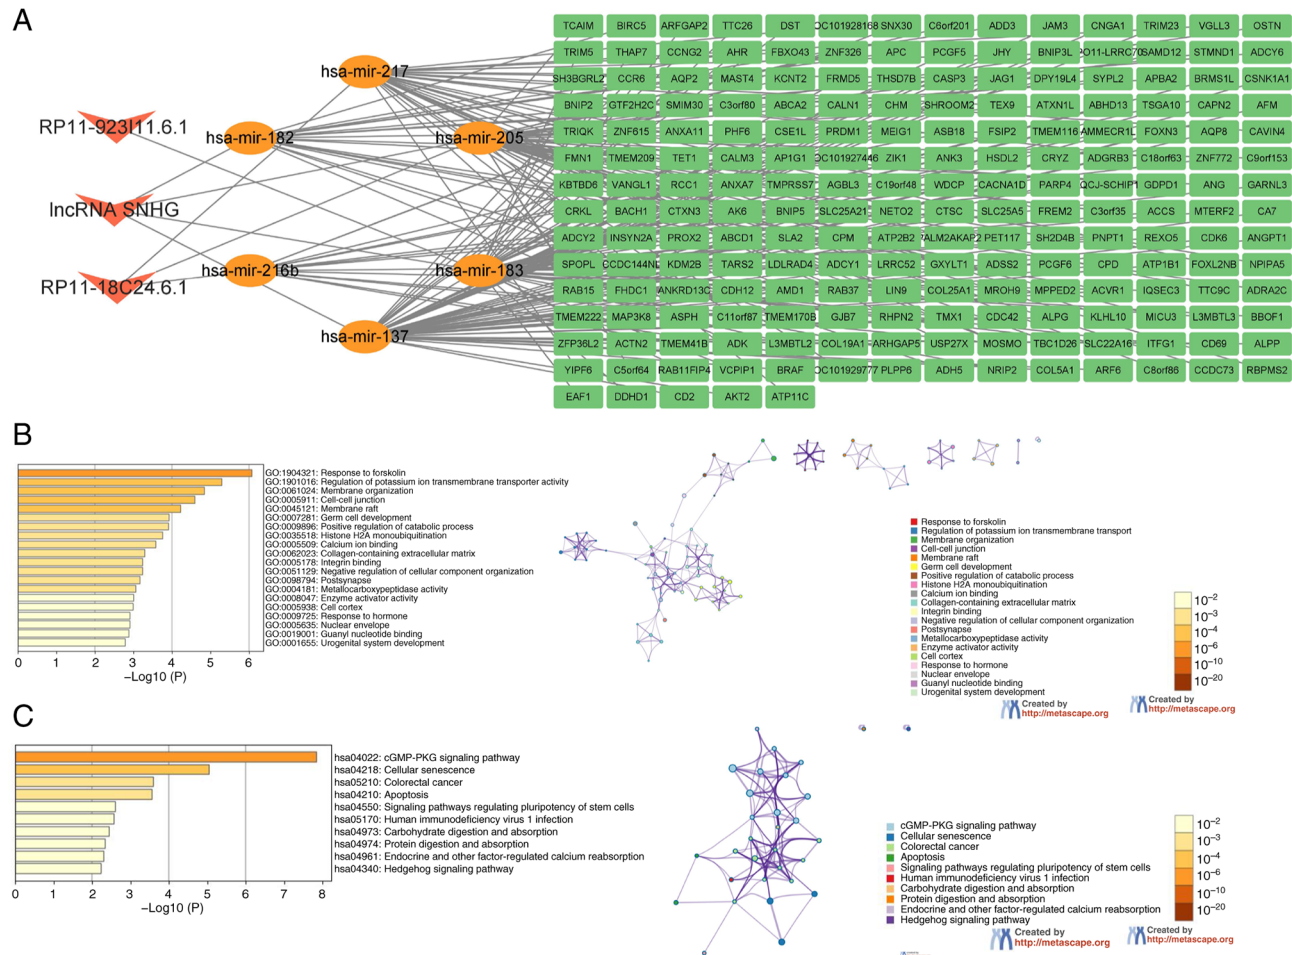 A
hsa-mir-217
RP11-923I11.6.1
hsa-mir-182
hsa-mir-205
lncRNA SNHG
RP11-18C24.6.1
hsa-mir-216b
hsa-mir-183
hsa-mir-137
TCAIM BIRC5 ARFGAP2 TTC26 DST OC101928168 SNX30 C6orf201 ADD3 JAM3 CNGA1 TRIM23 VGLL3 OSTN
TRIM5 THAP7 CCNG2 AHR FBXO43 ZNF326 APC PCGF5 JHY BNIP3L PO11-LRRC70 SAMD12 STMND1 ADCY6
SH3BGRL2 CCR6 AQP2 MAST4 KCNT2 FRMD5 THSD7B CASP3 JAG1 DPY19L4 SYPL2 APBA2 BRMS1L CSNK1A1
BNIP2 GTF2H2C SMIM30 C3orf80 ABCA2 CALN1 CHM SHROOM2 TEX9 ATXN1L ABHD13 TSGA10 CAPN2 AFM
TRIQK ZNF615 ANXA11 PHF6 CSE1L PRDM1 MEIG1 ASB18 FSIP2 TMEM116 AMMECR1L FOXN3 AQP8 CAVIN4
FMN1 TMEM209 TET1 CALM3 AP1G1 OC101927446 ZIK1 ANK3 HSDL2 CRYZ ADGRB3 C18orf63 ZNF772 C9orf153
KBTBD6 VANGL1 RCC1 ANXA7 TMPRSS7 AGBL3 C19orf48 WDCP CACNA1D PARP4 QCJ-SCHIP1 GDPD1 ANG GARNL3
CRKL BACH1 CTXN3 AK6 BNIP5 SLC25A21 NETO2 CTSC SLC25A5 FREM2 C3orf35 ACCS MTERF2 CA7
ADCY2 INSYN2A PROX2 ABCD1 SLA2 CPM ATP2B2 PALM2AKAP2 PET117 SH2D4B PNPT1 REXO5 CDK6 ANGPT1
SPOPL CCDC144NL KDM2B TARS2 LDLRAD4 ADCY1 LRRC52 GXYLT1 ADSS2 PCGF6 CPD ATP1B1 FOXL2NB NPIPA5
RAB15 FHDC1 ANKRD13C CDH12 AMD1 RAB37 LIN9 COL25A1 MROH9 MPPED2 ACVR1 IQSEC3 TTC9C ADRA2C
TMEM222 MAP3K8 ASPH C11orf87 TMEM170B GJB7 RHPN2 TMX1 CDC42 ALPG KLHL10 MICU3 L3MBTL3 BBOF1
ZFP36L2 ACTN2 TMEM41B ADK L3MBTL2 COL19A1 ARHGAP5 USP27X MOSMO TBC1D26 SLC22A16 ITFG1 CD69 ALPP
YIPF6 C5orf64 RAB11FIP4 VCPIP1 BRAF OC101929777 PLPP6 ADH5 NRIP2 COL5A1 ARF6 C8orf86 CCDC73 RBPMS2
EAF1 DDHD1 CD2 AKT2 ATP11C
B
GO:1904321: Response to forskolin
GO:1901016: Regulation of potassium ion transmembrane transporter activity
GO:0061024: Membrane organization
GO:0005911: Cell-cell junction
GO:0045121: Membrane raft
GO:0007281: Germ cell development
GO:0009896: Positive regulation of catabolic process
GO:0035518: Histone H2A monoubiquitination
GO:0005509: Calcium ion binding
GO:0062023: Collagen-containing extracellular matrix
GO:0005178: Integrin binding
GO:0051129: Negative regulation of cellular component organization
GO:0098794: Postsynapse
GO:0004181: Metallocarboxypeptidase activity
GO:0008047: Enzyme activator activity
GO:0005938: Cell cortex
GO:0009725: Response to hormone
GO:0005635: Nuclear envelope
GO:0019001: Guanyl nucleotide binding
GO:0001655: Urogenital system development
0 1 2 3 4 5 6
−Log10 (P)
Response to forskolin
Regulation of potassium ion transmembrane transport
Membrane organization
Cell-cell junction
Membrane raft
Germ cell development
Positive regulation of catabolic process
Histone H2A monoubiquitination
Calcium ion binding
Collagen-containing extracellular matrix
Integrin binding
Negative regulation of cellular component organization
Postsynapse
Metallocarboxypeptidase activity
Enzyme activator activity
Cell cortex
Response to hormone
Nuclear envelope
Guanyl nucleotide binding
Urogenital system development
10−2
10−3
10−4
10−6
10−10
10−20
Created by
http://metascape.org
Created by
http://metascape.org
C
hsa04022: cGMP-PKG signaling pathway
hsa04218: Cellular senescence
hsa05210: Colorectal cancer
hsa04210: Apoptosis
hsa04550: Signaling pathways regulating pluripotency of stem cells
hsa05170: Human immunodeficiency virus 1 infection
hsa04973: Carbohydrate digestion and absorption
hsa04974: Protein digestion and absorption
hsa04961: Endocrine and other factor-regulated calcium reabsorption
hsa04340: Hedgehog signaling pathway
0 1 2 3 4 5 6 7 8
−Log10 (P)
cGMP-PKG signaling pathway
Cellular senescence
Colorectal cancer
Apoptosis
Signaling pathways regulating pluripotency of stem cells
Human immunodeficiency virus 1 infection
Carbohydrate digestion and absorption
Protein digestion and absorption
Endocrine and other factor-regulated calcium reabsorption
Hedgehog signaling pathway
10−2
10−3
10−4
10−6
10−10
10−20
Created by
http://metascape.org
Created by
http://metascape.org